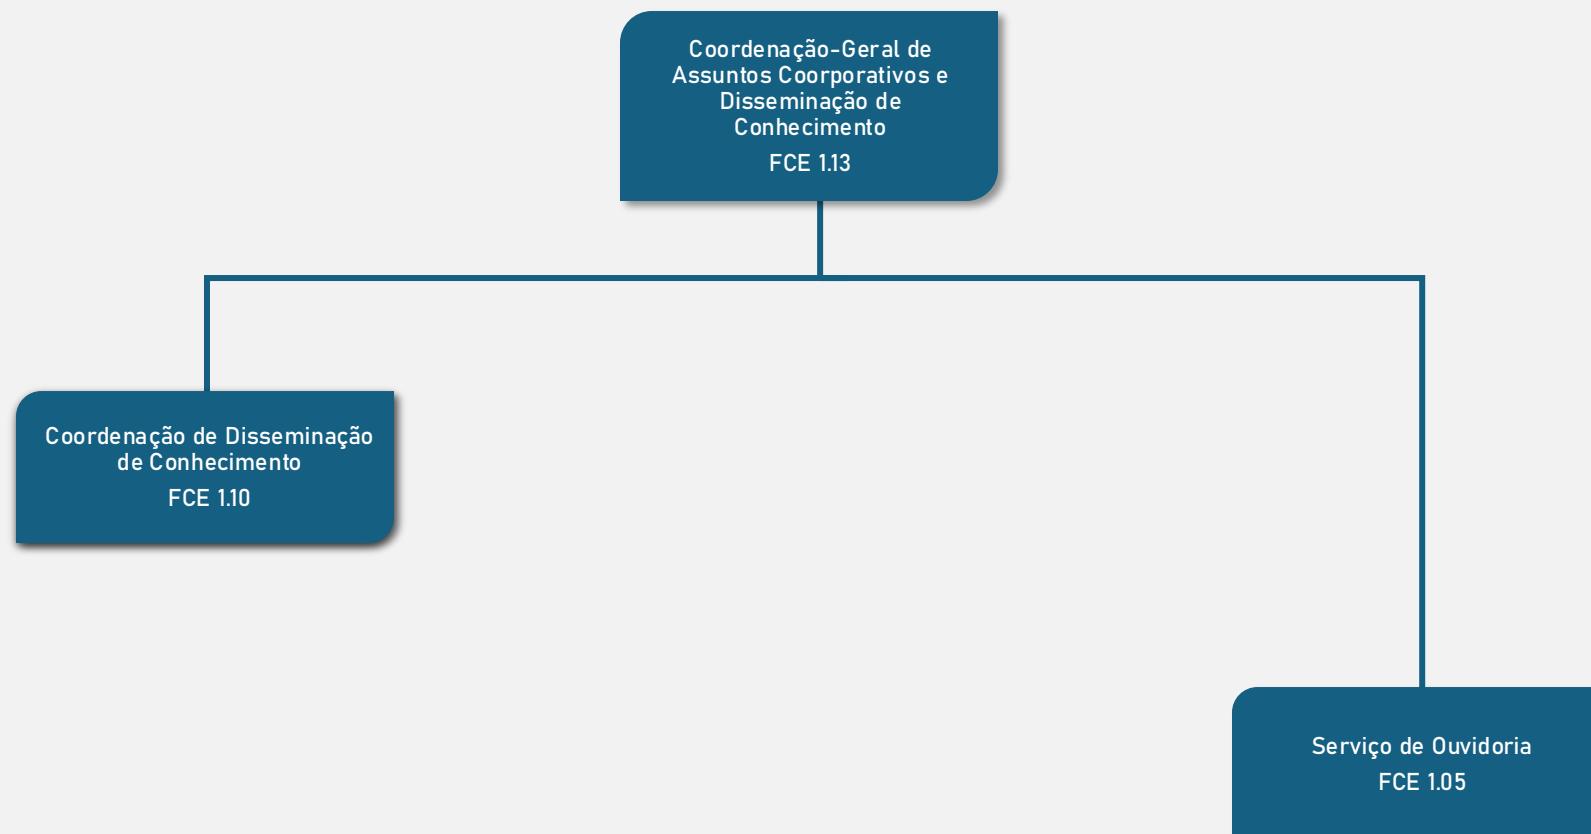 Coordenação-Geral de
Assuntos Coorporativos e
Disseminação de
Conhecimento
FCE 1.13
Coordenação de Disseminação
de Conhecimento
FCE 1.10
Serviço de Ouvidoria
FCE 1.05